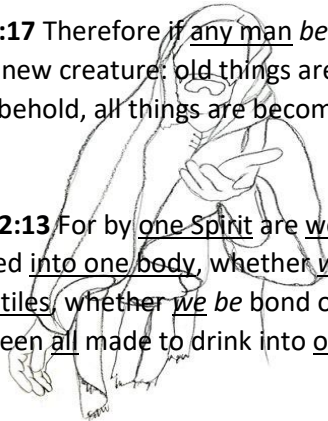 :17 Therefore if any man be
new creature: old things are
behold, all things are becom
2:13 For by one Spirit are we
ed into one body, whether w
tiles, whether we be bond o
een all made to drink into o